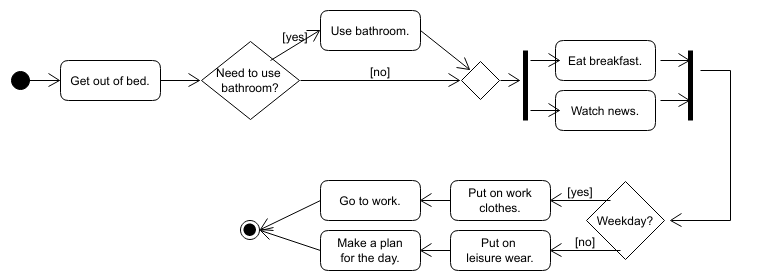 [yes]
Use bathroom.
Get out of bed.
Need to use
bathroom?
[no]
Eat breakfast.
Watch news.
Go to work.
Put on work
clothes.
[yes]
Weekday?
Make a plan
for the day.
Put on
leisure wear.
[no]